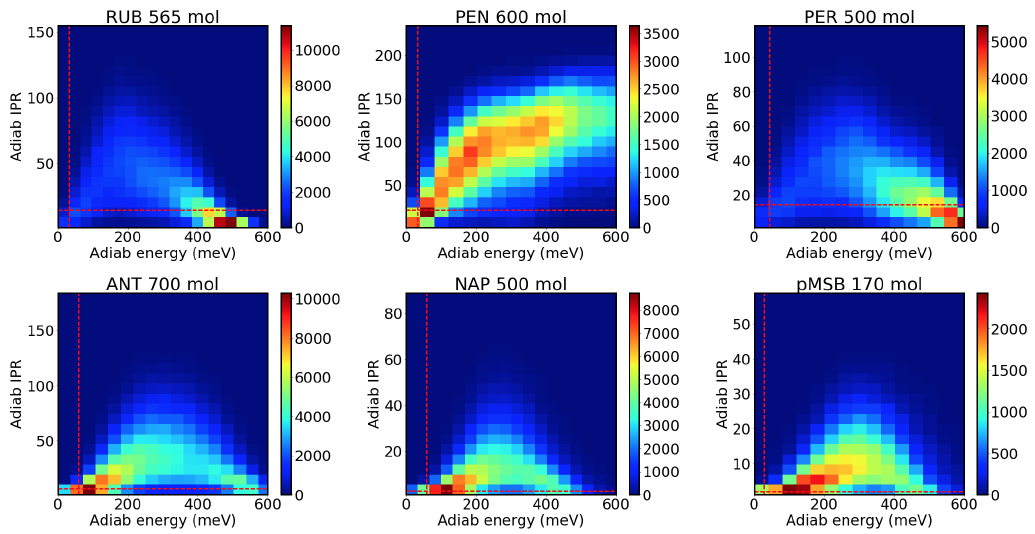 RUB 565 mol
PEN 600 mol
PER 500 mol
150
100
50
Adiab IPR
0 200 400 600
Adiab energy (meV)
10000
8000
6000
4000
2000
0
200
150
100
50
Adiab IPR
0 200 400 600
Adiab energy (meV)
3500
3000
2500
2000
1500
1000
500
0
100
80
60
40
20
Adiab IPR
0 200 400 600
Adiab energy (meV)
5000
4000
3000
2000
1000
0
ANT 700 mol
NAP 500 mol
pMSB 170 mol
150
100
50
Adiab IPR
0 200 400 600
Adiab energy (meV)
10000
8000
6000
4000
2000
0
80
60
40
20
Adiab IPR
0 200 400 600
Adiab energy (meV)
8000
7000
6000
5000
4000
3000
2000
1000
0
50
40
30
20
10
Adiab IPR
0 200 400 600
Adiab energy (meV)
2000
1500
1000
500
0